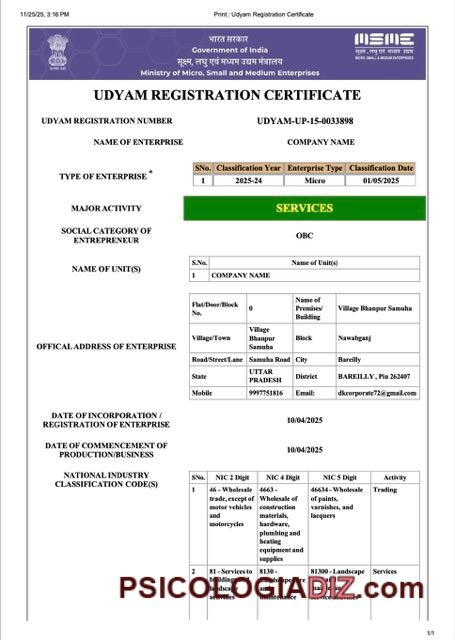 11/25/25, 3:16 PM Print : Udyam Registration Certificate
भारत सरकार
Government of India
सूक्ष्म, लघु एवं मध्यम उद्यम मंत्रालय
Ministry of Micro, Small and Medium Enterprises
MSME
सूक्ष्म, लघु एवं मध्यम उद्यम
MICRO, SMALL & MEDIUM ENTERPRISES
UDYAM REGISTRATION CERTIFICATE
UDYAM REGISTRATION NUMBER UDYAM-UP-15-0033898
NAME OF ENTERPRISE COMPANY NAME
TYPE OF ENTERPRISE *
SNo. Classification Year Enterprise Type Classification Date
1 2025-24 Micro 01/05/2025
MAJOR ACTIVITY SERVICES
SOCIAL CATEGORY OF
ENTREPRENEUR
OBC
NAME OF UNIT(S)
S.No. Name of Unit(s)
1 COMPANY NAME
OFFICAL ADDRESS OF ENTERPRISE
Flat/Door/Block
No.
0
Name of
Premises/
Building
Village Bhanpur Samuha
Village/Town
Village
Bhanpur
Samuha
Block Nawabganj
Road/Street/Lane Samuha Road City Bareilly
State
UTTAR
PRADESH
District BAREILLY , Pin 262407
Mobile 9997751816 Email: dkcorporate72@gmail.com
DATE OF INCORPORATION /
REGISTRATION OF ENTERPRISE
10/04/2025
DATE OF COMMENCEMENT OF
PRODUCTION/BUSINESS
10/04/2025
NATIONAL INDUSTRY
CLASSIFICATION CODE(S)
SNo. NIC 2 Digit NIC 4 Digit NIC 5 Digit Activity
1
46 - Wholesale
trade, except of
motor vehicles
and
motorcycles
4663 -
Wholesale of
construction
materials,
hardware,
plumbing and
heating
equipment and
supplies
46634 - Wholesale
of paints,
varnishes, and
lacquers
Trading
2
81 - Services to
landscape
activities
8130 -
maintenance
81300 - Landscape
Services
PSICOLOGIADIZ.com
1/1